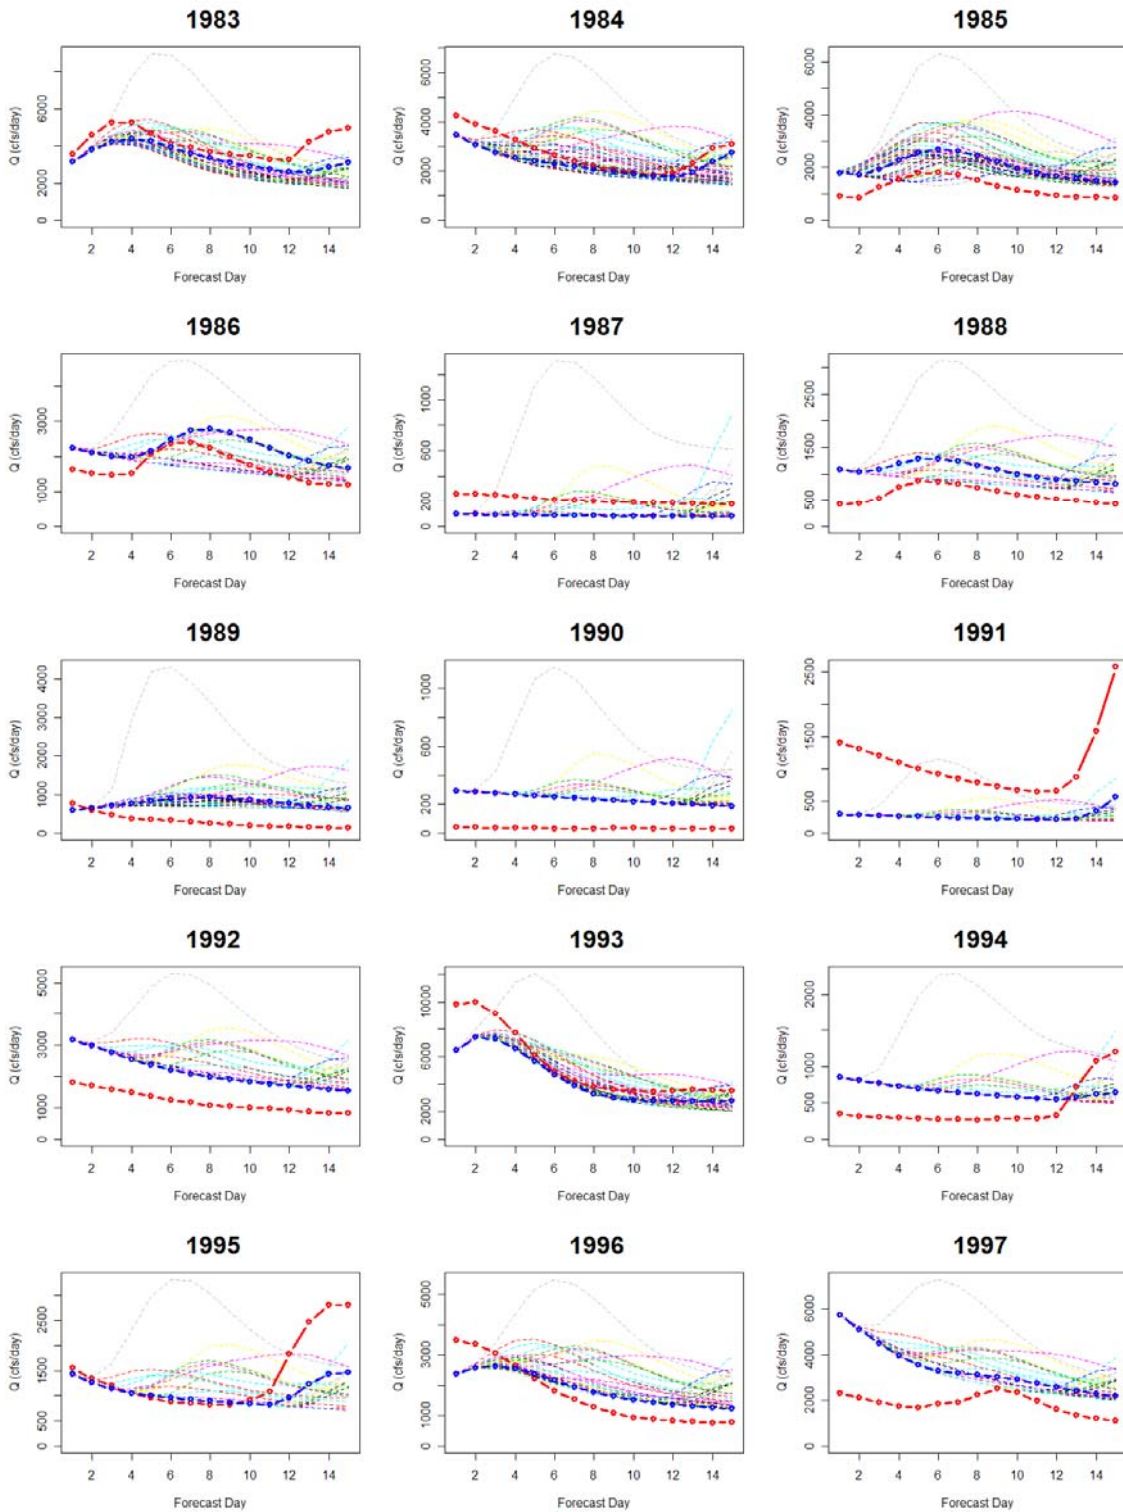 1983
Q (cfs/day)
0 2000 6000
2 4 6 8 10 12 14
Forecast Day
1984
Q (cfs/day)
0 2000 4000 6000
2 4 6 8 10 12 14
Forecast Day
1985
Q (cfs/day)
0 2000 4000 6000
2 4 6 8 10 12 14
Forecast Day
1986
Q (cfs/day)
0 1000 3000
2 4 6 8 10 12 14
Forecast Day
1987
Q (cfs/day)
0 200 600 1000
2 4 6 8 10 12 14
Forecast Day
1988
Q (cfs/day)
0 500 1500 2500
2 4 6 8 10 12 14
Forecast Day
1989
Q (cfs/day)
0 1000 2000 3000 4000
2 4 6 8 10 12 14
Forecast Day
1990
Q (cfs/day)
0 200 600 1000
2 4 6 8 10 12 14
Forecast Day
1991
Q (cfs/day)
0 500 1500 2500
2 4 6 8 10 12 14
Forecast Day
1992
Q (cfs/day)
0 1000 3000 5000
2 4 6 8 10 12 14
Forecast Day
1993
Q (cfs/day)
0 2000 6000 10000
2 4 6 8 10 12 14
Forecast Day
1994
Q (cfs/day)
0 500 1000 2000
2 4 6 8 10 12 14
Forecast Day
1995
Q (cfs/day)
0 500 1500 2500
2 4 6 8 10 12 14
Forecast Day
1996
Q (cfs/day)
0 1000 3000 5000
2 4 6 8 10 12 14
Forecast Day
1997
Q (cfs/day)
0 2000 4000 6000
2 4 6 8 10 12 14
Forecast Day